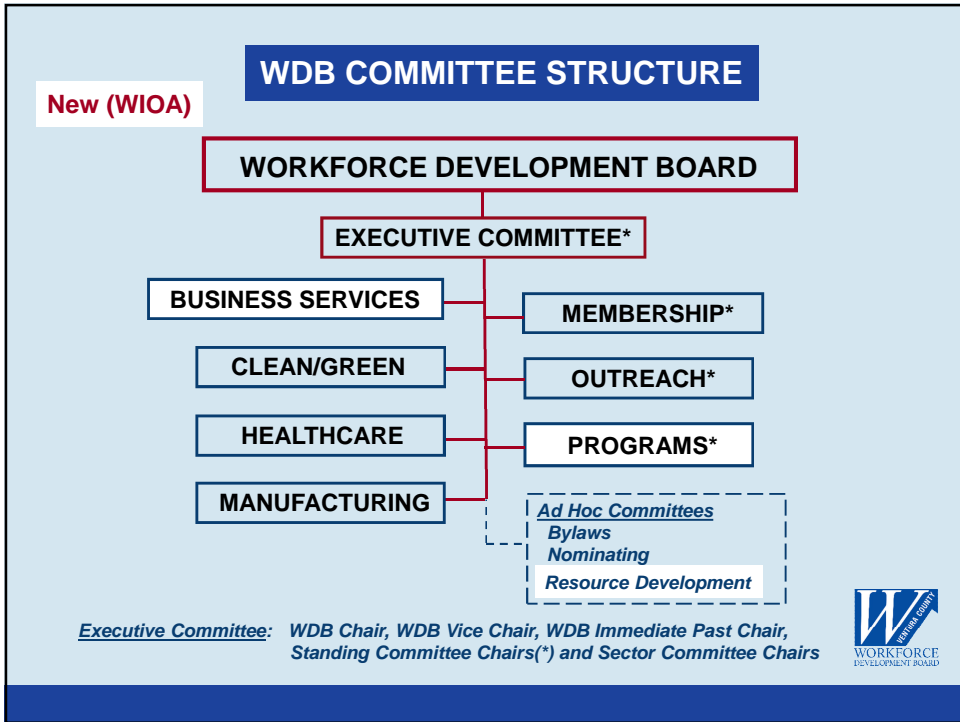 WDB COMMITTEE STRUCTURE
New (WIOA)
WORKFORCE DEVELOPMENT BOARD
EXECUTIVE COMMITTEE*
BUSINESS SERVICES
MEMBERSHIP*
CLEAN/GREEN
OUTREACH*
HEALTHCARE
PROGRAMS*
MANUFACTURING
Ad Hoc Committees
Bylaws
Nominating
Resource Development
Executive Committee: WDB Chair, WDB Vice Chair, WDB Immediate Past Chair,
Standing Committee Chairs(*) and Sector Committee Chairs
W
VENTURA COUNTY
WORKFORCE
DEVELOPMENT BOARD